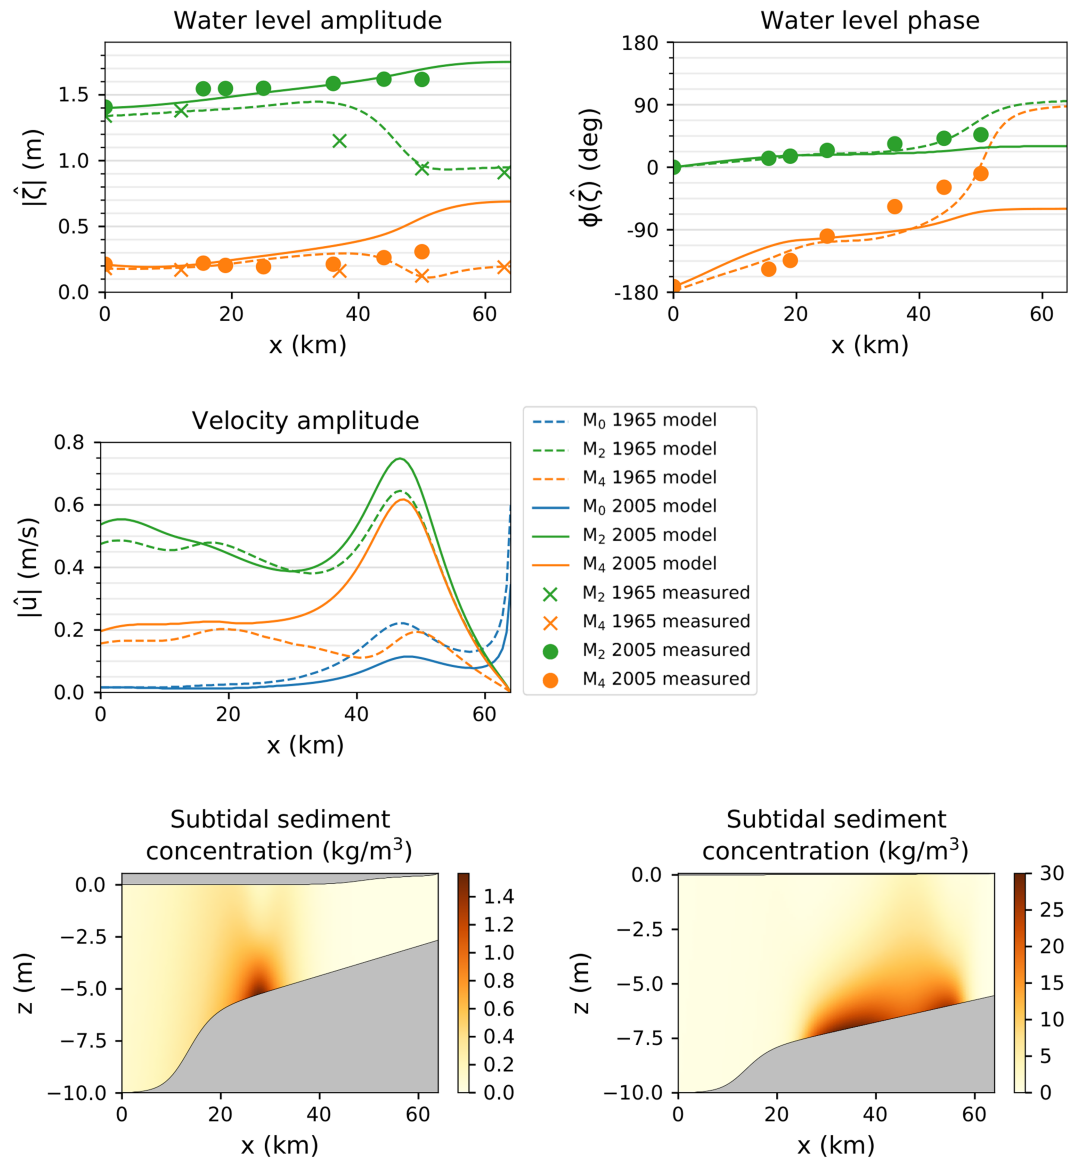 Water level amplitude
|ζ̂| (m)
1.5
1.0
0.5
0.0
0 20 40 60
x (km)
Water level phase
ϕ(ζ̂) (deg)
180
90
0
-90
-180
0 20 40 60
x (km)
Velocity amplitude
|û| (m/s)
0.8
0.6
0.4
0.2
0.0
0 20 40 60
x (km)
M₀ 1965 model
M₂ 1965 model
M₄ 1965 model
M₀ 2005 model
M₂ 2005 model
M₄ 2005 model
M₂ 1965 measured
M₄ 1965 measured
M₂ 2005 measured
M₄ 2005 measured
Subtidal sediment
concentration (kg/m³)
z (m)
0.0
−2.5
−5.0
−7.5
−10.0
0 20 40 60
x (km)
1.4
1.2
1.0
0.8
0.6
0.4
0.2
0.0
Subtidal sediment
concentration (kg/m³)
z (m)
0.0
−2.5
−5.0
−7.5
−10.0
0 20 40 60
x (km)
30
25
20
15
10
5
0